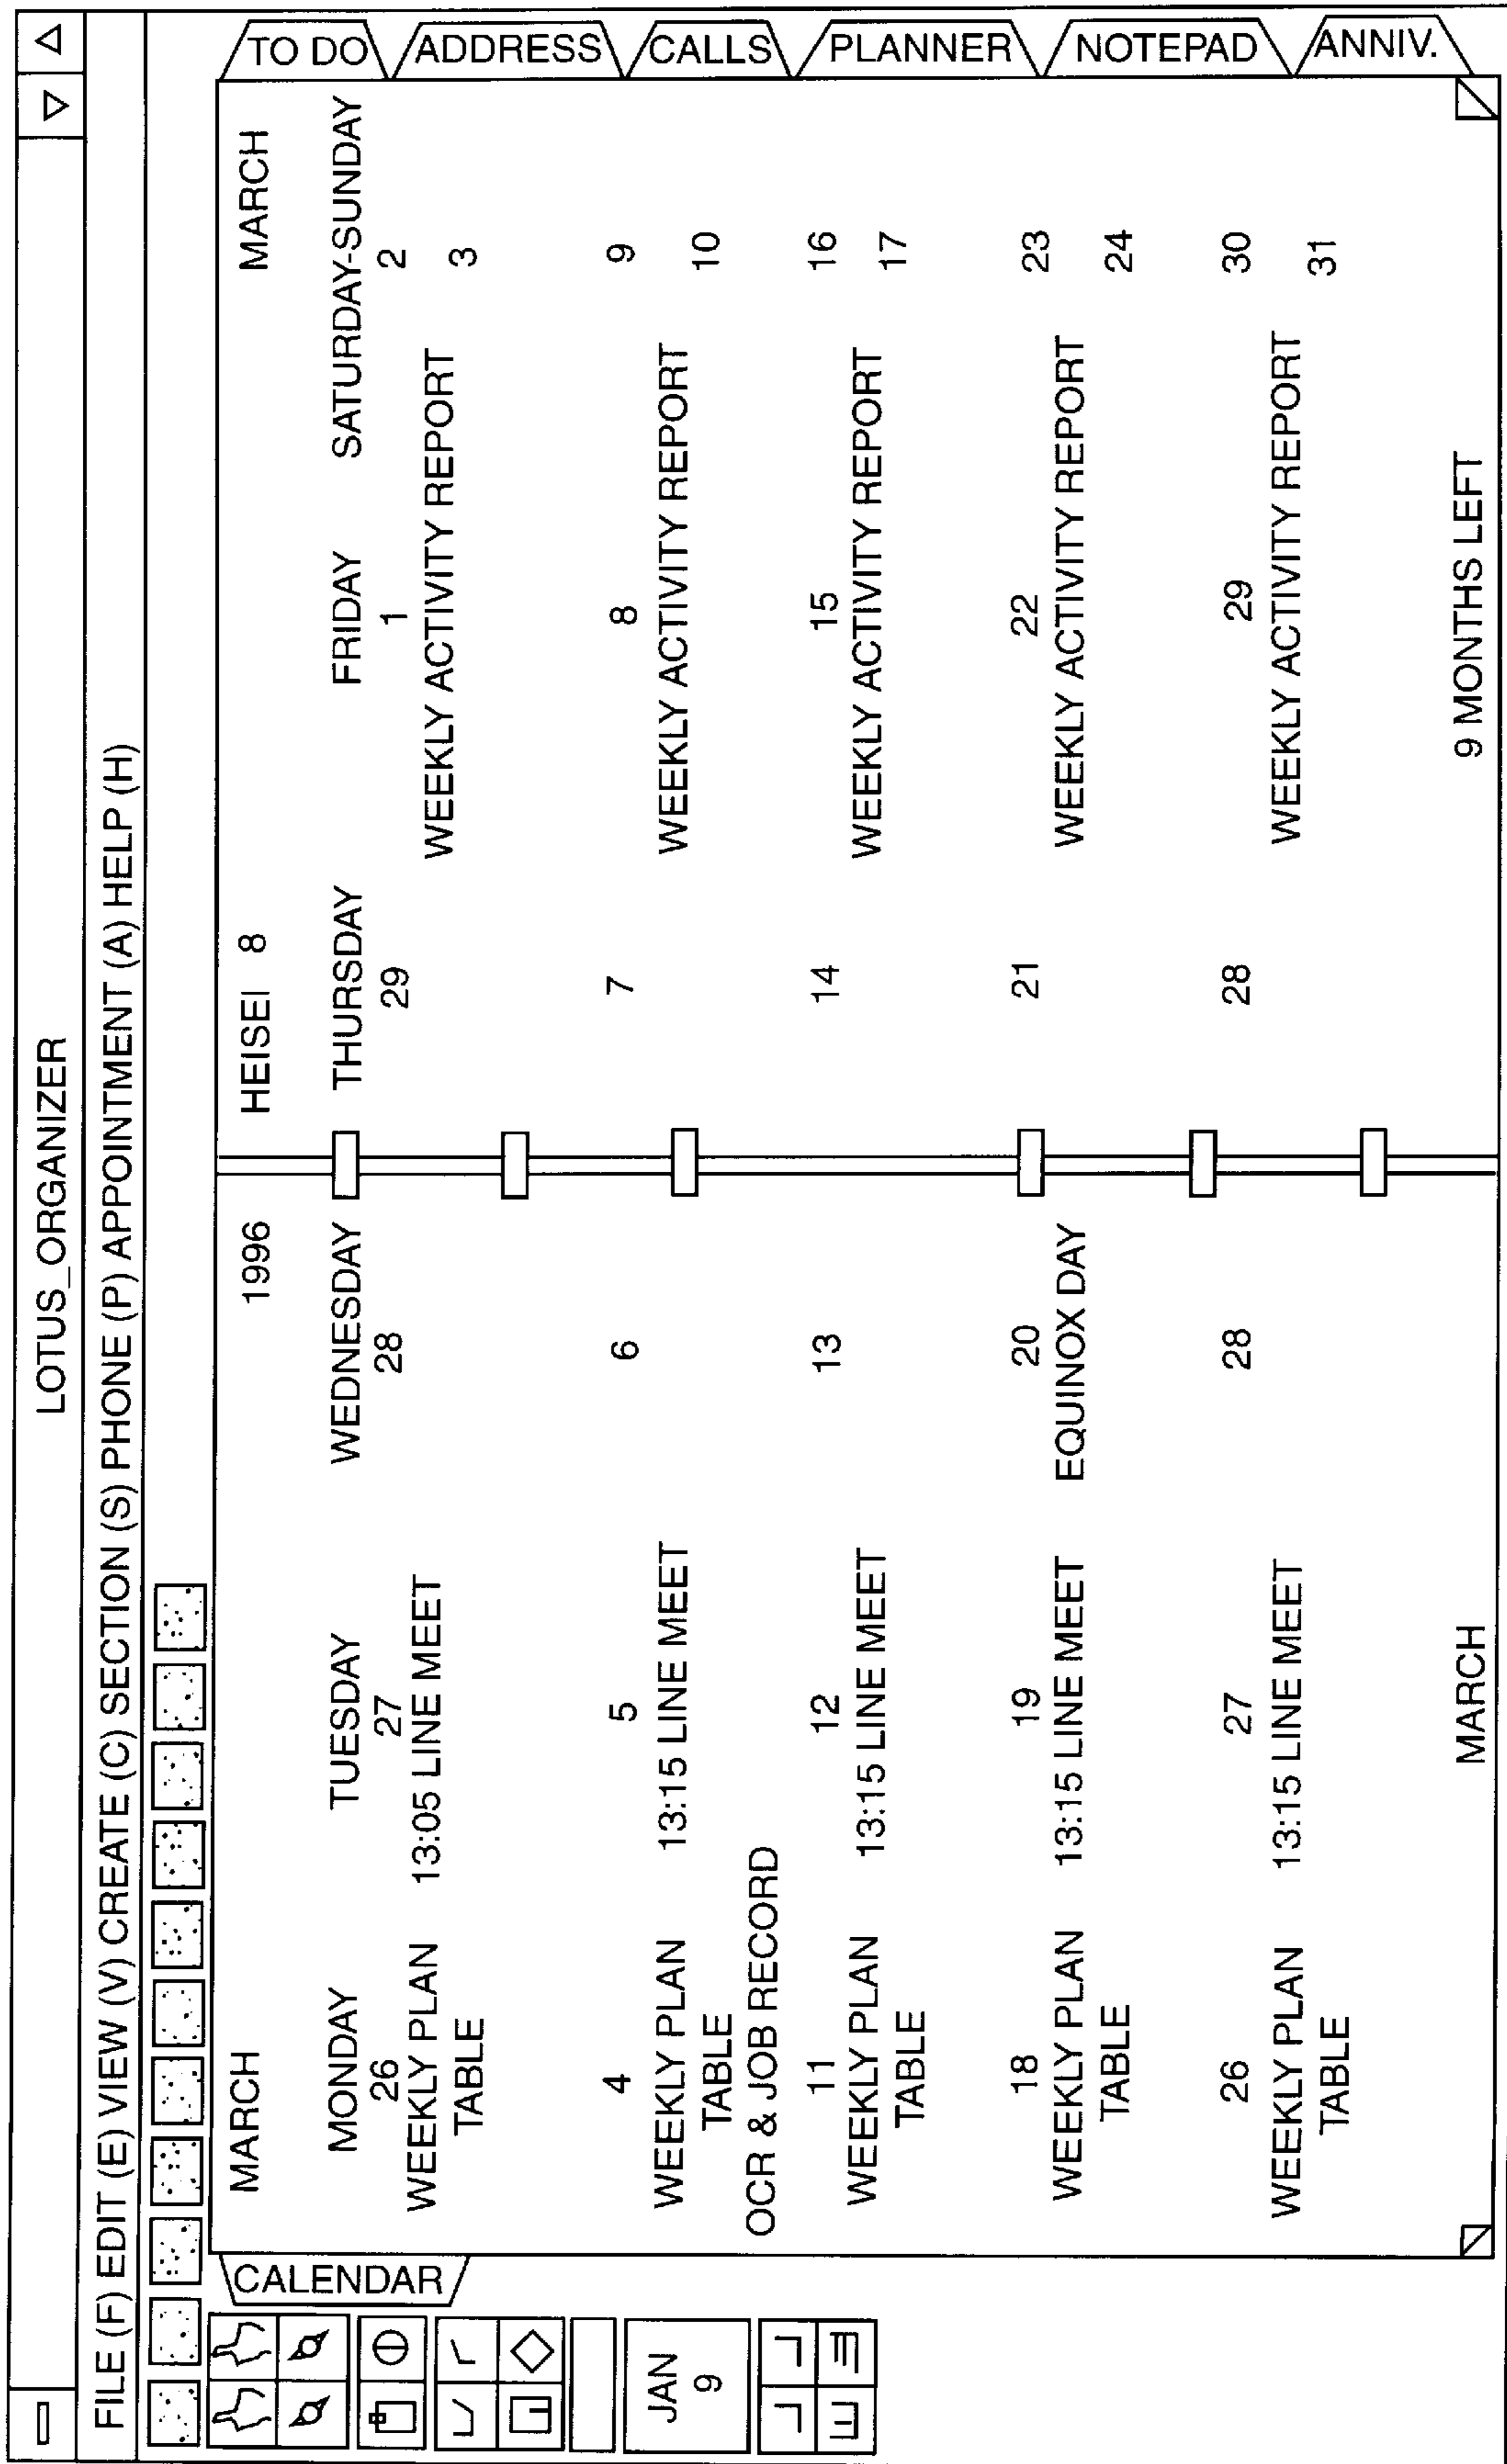 LOTUS_ORGANIZER
FILE (F) EDIT (E) VIEW (V) CREATE (C) SECTION (S) PHONE (P) APPOINTMENT (A) HELP (H)
CALENDAR
JAN
9
MARCH 1996
MONDAY TUESDAY WEDNESDAY
26 27 28
WEEKLY PLAN 13:05 LINE MEET
TABLE
4 5 6
WEEKLY PLAN 13:15 LINE MEET
TABLE
OCR & JOB RECORD
11 12 13
WEEKLY PLAN 13:15 LINE MEET
TABLE
18 19 20
WEEKLY PLAN 13:15 LINE MEET EQUINOX DAY
TABLE
26 27 28
WEEKLY PLAN 13:15 LINE MEET
TABLE
MARCH
HEISEI 8 MARCH
THURSDAY FRIDAY SATURDAY-SUNDAY
29 1 2
WEEKLY ACTIVITY REPORT
3
7 8 9
WEEKLY ACTIVITY REPORT
10
14 15 16
WEEKLY ACTIVITY REPORT
17
21 22 23
WEEKLY ACTIVITY REPORT
24
28 29 30
WEEKLY ACTIVITY REPORT
31
9 MONTHS LEFT
TO DO
ADDRESS
CALLS
PLANNER
NOTEPAD
ANNIV.